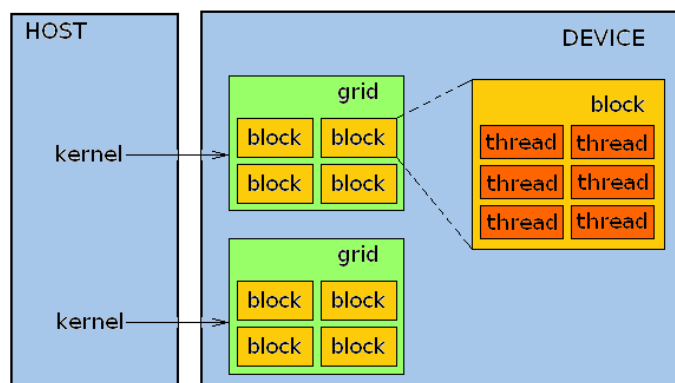 HOST
DEVICE
grid
block
block block
thread thread
kernel
block block
thread thread
thread thread
grid
block block
kernel
block block